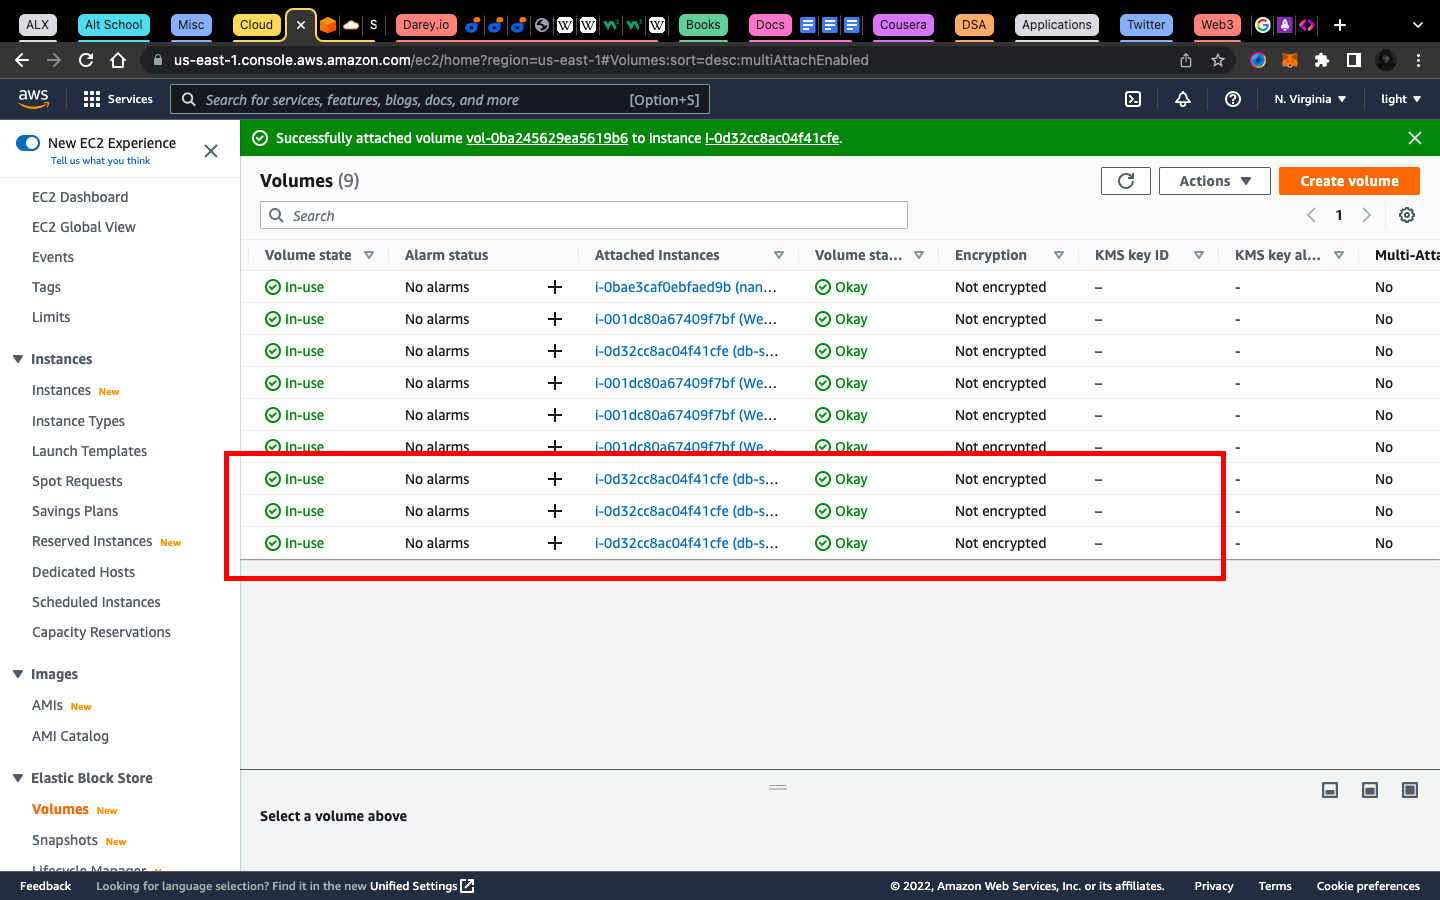 ALX Alt School Misc Cloud S Darey.io Books Docs Cousera DSA Applications Twitter Web3
us-east-1.console.aws.amazon.com/ec2/home?region=us-east-1#Volumes:sort=desc:multiAttachEnabled
aws Services Search for services, features, blogs, docs, and more [Option+S] N. Virginia light
New EC2 Experience
Tell us what you think
EC2 Dashboard
EC2 Global View
Events
Tags
Limits
Instances
Instances New
Instance Types
Launch Templates
Spot Requests
Savings Plans
Reserved Instances New
Dedicated Hosts
Scheduled Instances
Capacity Reservations
Images
AMIs New
AMI Catalog
Elastic Block Store
Volumes New
Snapshots New
Lifecycle Manager
Successfully attached volume vol-0ba245629ea5619b6 to instance i-0d32cc8ac04f41cfe.
Volumes (9)
Actions
Create volume
Search
1
Volume state Alarm status Attached Instances Volume sta... Encryption KMS key ID KMS key al... Multi-Atta
In-use No alarms + i-0bae3caf0ebfaed9b (nan... Okay Not encrypted – - No
In-use No alarms + i-001dc80a67409f7bf (We... Okay Not encrypted – - No
In-use No alarms + i-0d32cc8ac04f41cfe (db-s... Okay Not encrypted – - No
In-use No alarms + i-001dc80a67409f7bf (We... Okay Not encrypted – - No
In-use No alarms + i-001dc80a67409f7bf (We... Okay Not encrypted – - No
In-use No alarms + i-001dc80a67409f7bf (We... Okay Not encrypted – - No
In-use No alarms + i-0d32cc8ac04f41cfe (db-s... Okay Not encrypted – - No
In-use No alarms + i-0d32cc8ac04f41cfe (db-s... Okay Not encrypted – - No
In-use No alarms + i-0d32cc8ac04f41cfe (db-s... Okay Not encrypted – - No
Select a volume above
Feedback Looking for language selection? Find it in the new Unified Settings © 2022, Amazon Web Services, Inc. or its affiliates. Privacy Terms Cookie preferences